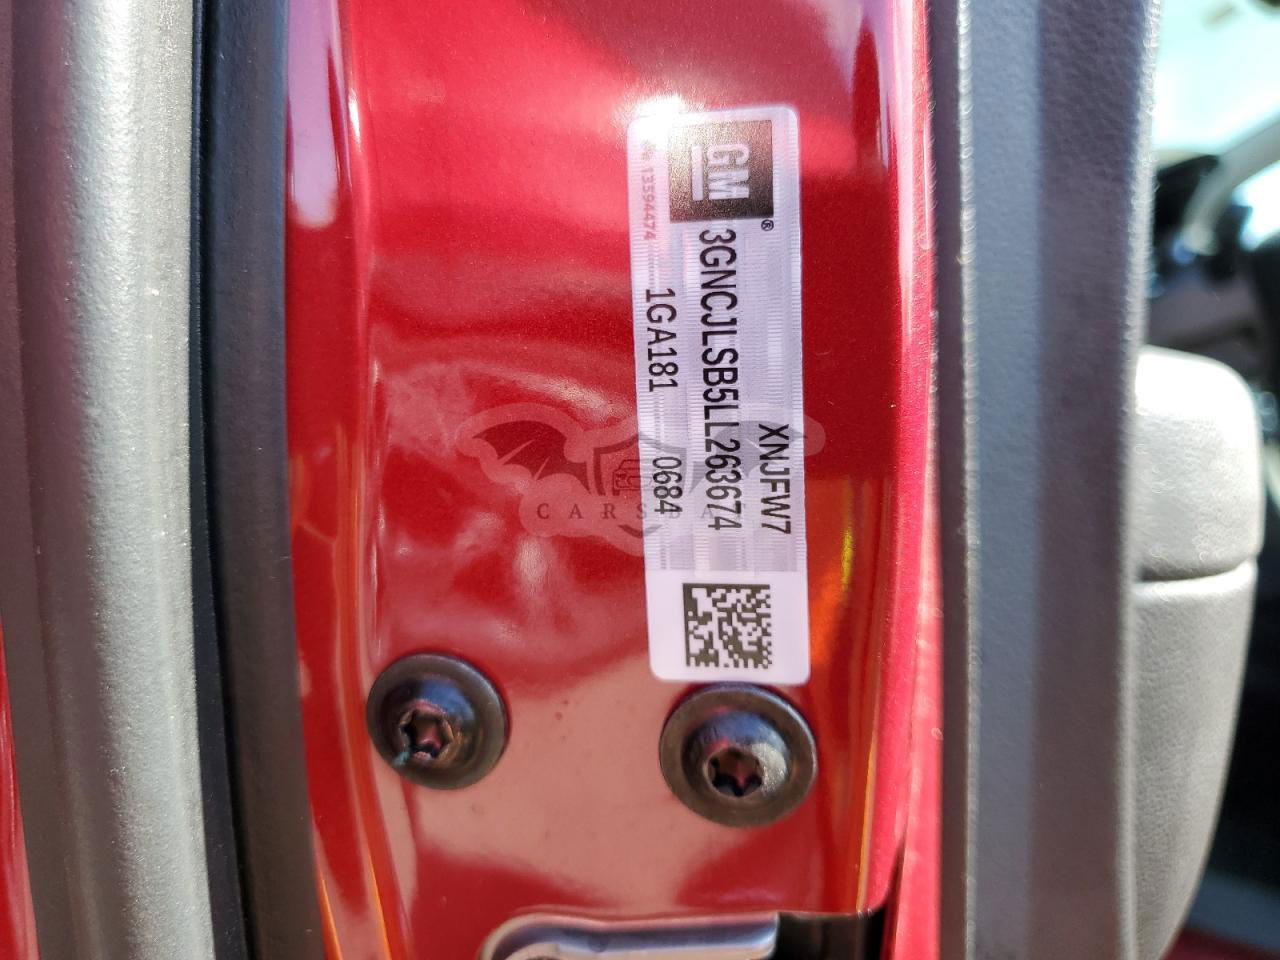 GM®
13594474
XNJFW7
3GNCJLSB5LL263674
1GA181 0684
CARSBAT